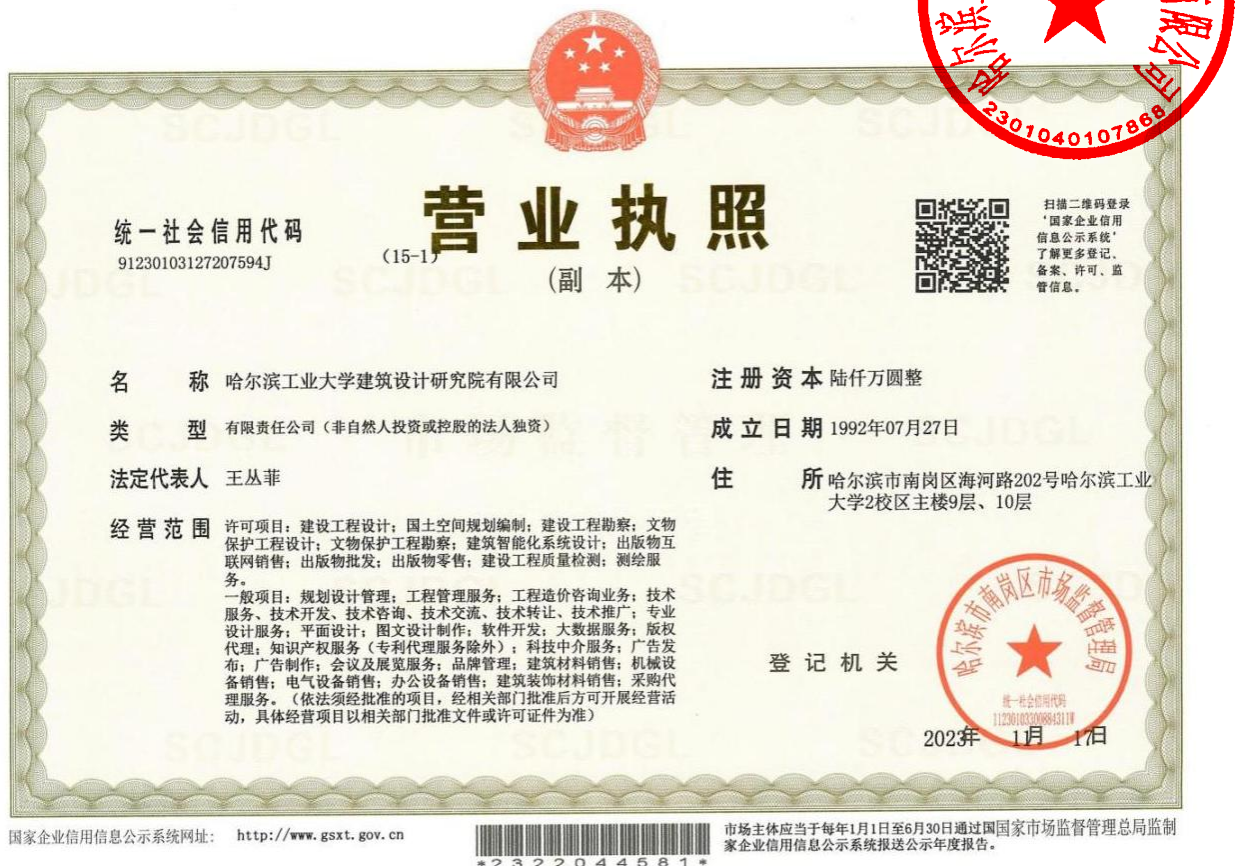 哈尔滨
有限公司
2301040107868
营业执照
(副 本)
(15-1)
统一社会信用代码
91230103127207594J
扫描二维码登录
‘国家企业信用
信息公示系统’
了解更多登记、
备案、许可、监
管信息。
名 称 哈尔滨工业大学建筑设计研究院有限公司
类 型 有限责任公司（非自然人投资或控股的法人独资）
法定代表人 王丛菲
经营范围 许可项目：建设工程设计；国土空间规划编制；建设工程勘察；文物
保护工程设计；文物保护工程勘察；建筑智能化系统设计；出版物互
联网销售；出版物批发；出版物零售；建设工程质量检测；测绘服
务。
一般项目：规划设计管理；工程管理服务；工程造价咨询业务；技术
服务、技术开发、技术咨询、技术交流、技术转让、技术推广；专业
设计服务；平面设计；图文设计制作；软件开发；大数据服务；版权
代理；知识产权服务（专利代理服务除外）；科技中介服务；广告发
布；广告制作；会议及展览服务；品牌管理；建筑材料销售；机械设
备销售；电气设备销售；办公设备销售；建筑装饰材料销售；采购代
理服务。（依法须经批准的项目，经相关部门批准后方可开展经营活
动，具体经营项目以相关部门批准文件或许可证件为准）
注册资本 陆仟万圆整
成立日期 1992年07月27日
住 所 哈尔滨市南岗区海河路202号哈尔滨工业
大学2校区主楼9层、10层
登记机关
哈尔滨市南岗区市场监督管理局
统一社会信用代码
11230103300884311W
2023年 11月 17日
国家企业信用信息公示系统网址： http://www.gsxt.gov.cn
*2322044581*
市场主体应当于每年1月1日至6月30日通过国
家企业信用信息公示系统报送公示年度报告。
国家市场监督管理总局监制